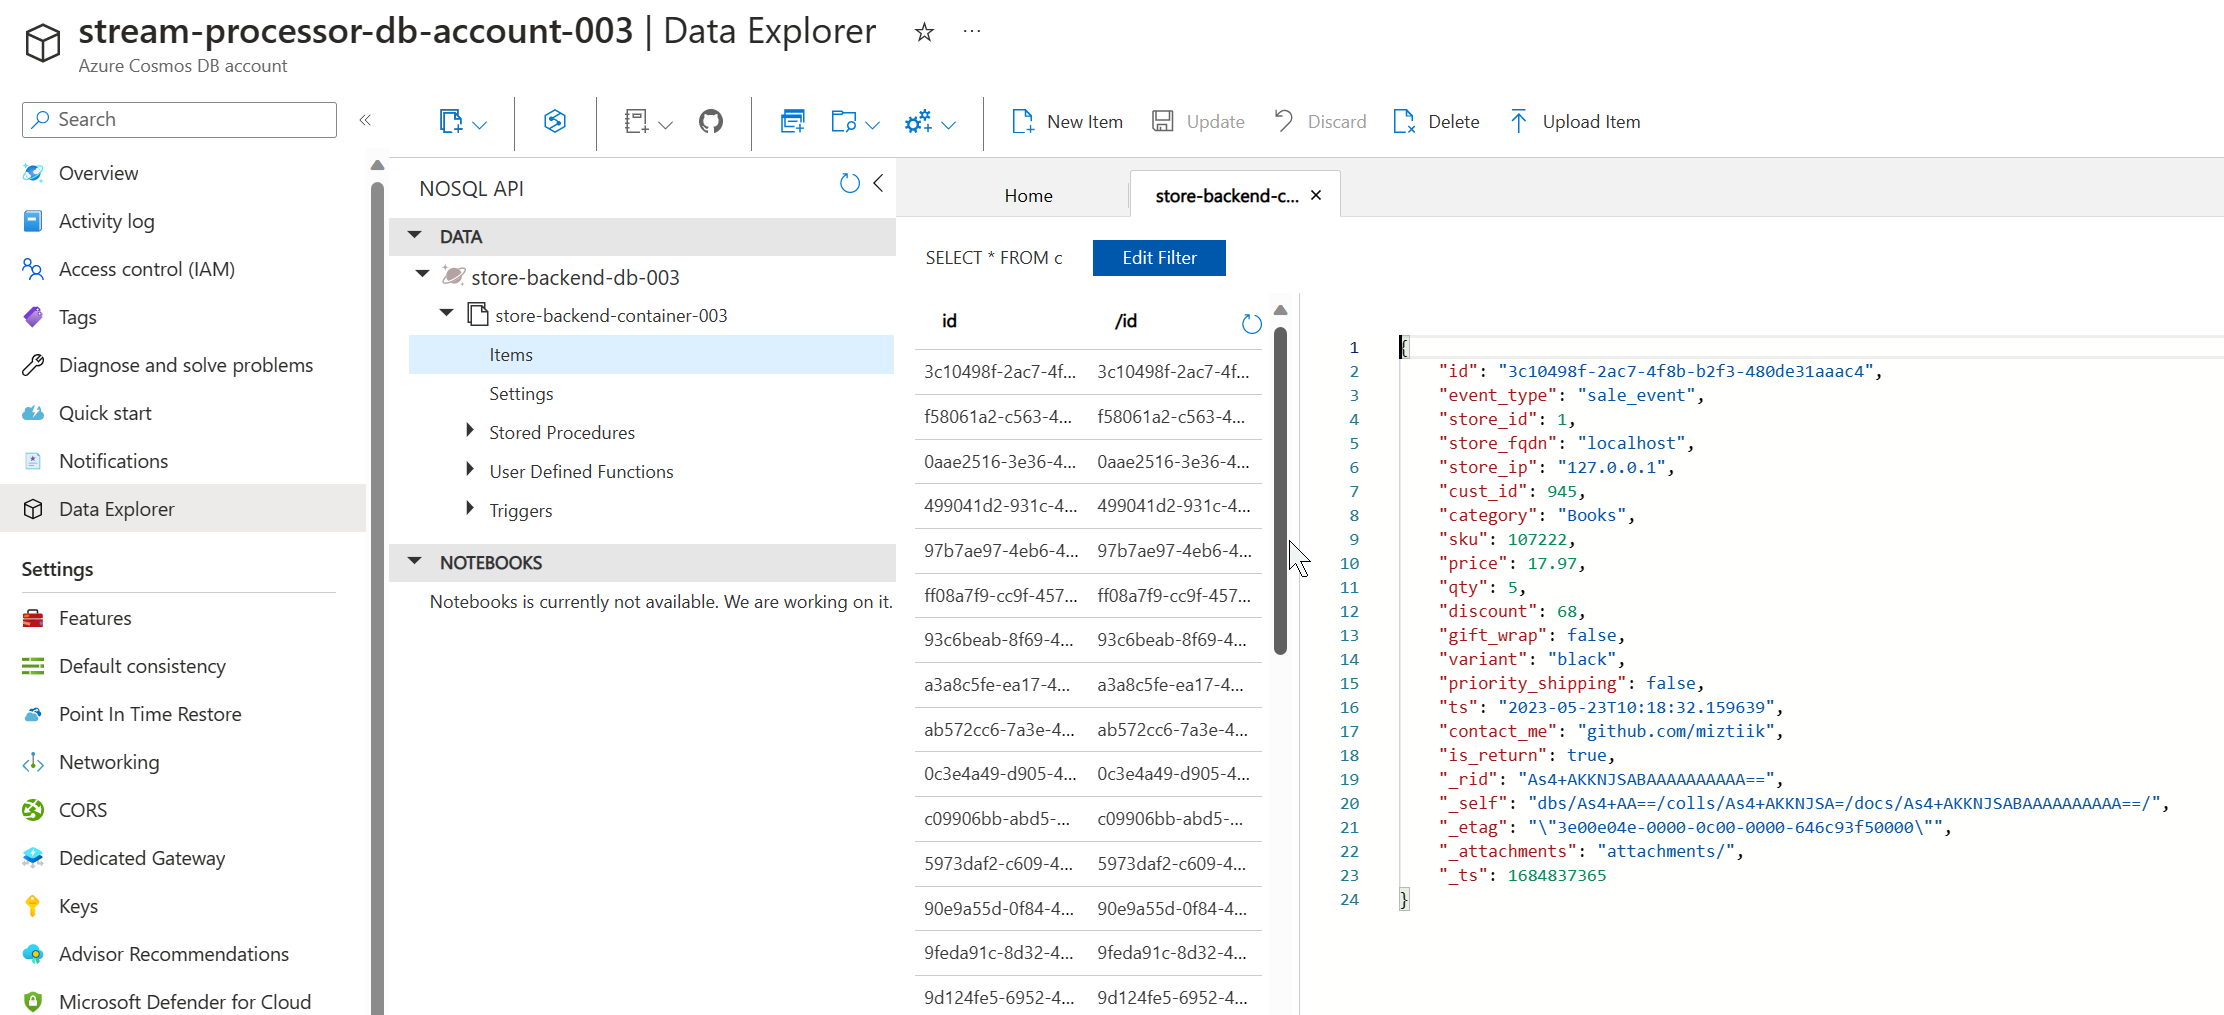 stream-processor-db-account-003 | Data Explorer
Azure Cosmos DB account
Search
Overview
Activity log
Access control (IAM)
Tags
Diagnose and solve problems
Quick start
Notifications
Data Explorer
Settings
Features
Default consistency
Point In Time Restore
Networking
CORS
Dedicated Gateway
Keys
Advisor Recommendations
Microsoft Defender for Cloud
New Item
Update
Discard
Delete
Upload Item
NOSQL API
DATA
store-backend-db-003
store-backend-container-003
Items
Settings
Stored Procedures
User Defined Functions
Triggers
NOTEBOOKS
Notebooks is currently not available. We are working on it.
Home
store-backend-c...
SELECT * FROM c
Edit Filter
id /id
3c10498f-2ac7-4f... 3c10498f-2ac7-4f...
f58061a2-c563-4... f58061a2-c563-4...
0aae2516-3e36-4... 0aae2516-3e36-4...
499041d2-931c-4... 499041d2-931c-4...
97b7ae97-4eb6-4... 97b7ae97-4eb6-4...
ff08a7f9-cc9f-457... ff08a7f9-cc9f-457...
93c6beab-8f69-4... 93c6beab-8f69-4...
a3a8c5fe-ea17-4... a3a8c5fe-ea17-4...
ab572cc6-7a3e-4... ab572cc6-7a3e-4...
0c3e4a49-d905-4... 0c3e4a49-d905-4...
c09906bb-abd5-... c09906bb-abd5-...
5973daf2-c609-4... 5973daf2-c609-4...
90e9a55d-0f84-4... 90e9a55d-0f84-4...
9feda91c-8d32-4... 9feda91c-8d32-4...
9d124fe5-6952-4... 9d124fe5-6952-4...
1 {
2 "id": "3c10498f-2ac7-4f8b-b2f3-480de31aaac4",
3 "event_type": "sale_event",
4 "store_id": 1,
5 "store_fqdn": "localhost",
6 "store_ip": "127.0.0.1",
7 "cust_id": 945,
8 "category": "Books",
9 "sku": 107222,
10 "price": 17.97,
11 "qty": 5,
12 "discount": 68,
13 "gift_wrap": false,
14 "variant": "black",
15 "priority_shipping": false,
16 "ts": "2023-05-23T10:18:32.159639",
17 "contact_me": "github.com/miztiik",
18 "is_return": true,
19 "_rid": "As4+AKKNJSABAAAAAAAAAA==",
20 "_self": "dbs/As4+AA==/colls/As4+AKKNJSA=/docs/As4+AKKNJSABAAAAAAAAAA==/",
21 "_etag": "\"3e00e04e-0000-0c00-0000-646c93f50000\"",
22 "_attachments": "attachments/",
23 "_ts": 1684837365
24 }